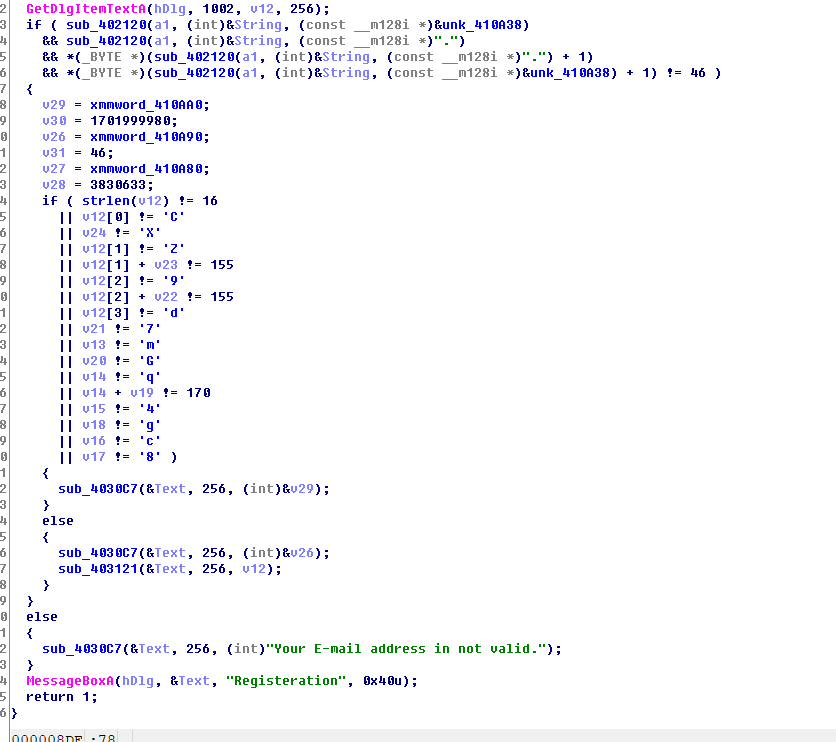 2 GetDlgItemTextA(hDlg, 1002, v12, 256);
3 if ( sub_402120(a1, (int)&String, (const __m128i *)&unk_410A38)
4 && sub_402120(a1, (int)&String, (const __m128i *)".")
5 && *(_BYTE *)(sub_402120(a1, (int)&String, (const __m128i *)".") + 1)
6 && *(_BYTE *)(sub_402120(a1, (int)&String, (const __m128i *)&unk_410A38) + 1) != 46 )
7 {
8 v29 = xmmword_410AA0;
9 v30 = 1701999980;
0 v26 = xmmword_410A90;
1 v31 = 46;
2 v27 = xmmword_410A80;
3 v28 = 3830633;
4 if ( strlen(v12) != 16
5 || v12[0] != 'C'
6 || v24 != 'X'
7 || v12[1] != 'Z'
8 || v12[1] + v23 != 155
9 || v12[2] != '9'
0 || v12[2] + v22 != 155
1 || v12[3] != 'd'
2 || v21 != '7'
3 || v13 != 'm'
4 || v20 != 'G'
5 || v14 != 'q'
6 || v14 + v19 != 170
7 || v15 != '4'
8 || v18 != 'g'
9 || v16 != 'c'
0 || v17 != '8' )
1 {
2 sub_4030C7(&Text, 256, (int)&v29);
3 }
4 else
5 {
6 sub_4030C7(&Text, 256, (int)&v26);
7 sub_403121(&Text, 256, v12);
8 }
9 }
0 else
1 {
2 sub_4030C7(&Text, 256, (int)"Your E-mail address in not valid.");
3 }
4 MessageBoxA(hDlg, &Text, "Registeration", 0x40u);
5 return 1;
6 }
000008DF :78